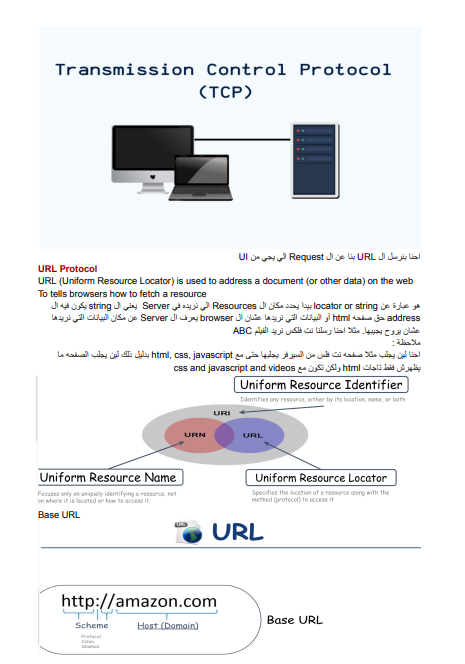 Transmission Control Protocol
(TCP)
احنا بنرسل ال URL بنا عن ال Request الي يجي من UI
URL Protocol
URL (Uniform Resource Locator) is used to address a document (or other data) on the web
To tells browsers how to fetch a resource
هو عبارة عن locator or string نبيدا يحدد مكان ال Resources الي نريده في Server يعني ال string يكون فيه ال
address حق صفحه html أو البيانات التي نريدها عشان ال browser يعرف ال Server عن مكان البيانات التي نريدها
عشان يروح يجيبها. مثلا احنا رسلنا نت فلكس نريد الفيلم ABC
ملاحظة :
احنا لين يجلب مثلا صفحه نت فلس من السيرفر يجلبها حتى مع html, css, javascript بدليل ذلك لين يجلب الصفحه ما
يظهرش فقط تاجات html ولكن تكون مع css and javascript and videos
Uniform Resource Identifier
Identifies any resource, either by its location, name, or both
URI
URN
URL
Uniform Resource Name
Uniform Resource Locator
Focuses only on uniquely identifying a resource, not
on where it is located or how to access it.
Specifies the location of a resource along with the
method (protocol) to access it
Base URL
URL
URL
http://amazon.com
Scheme
Host (Domain)
Protocol
Colon
Slashes
Base URL